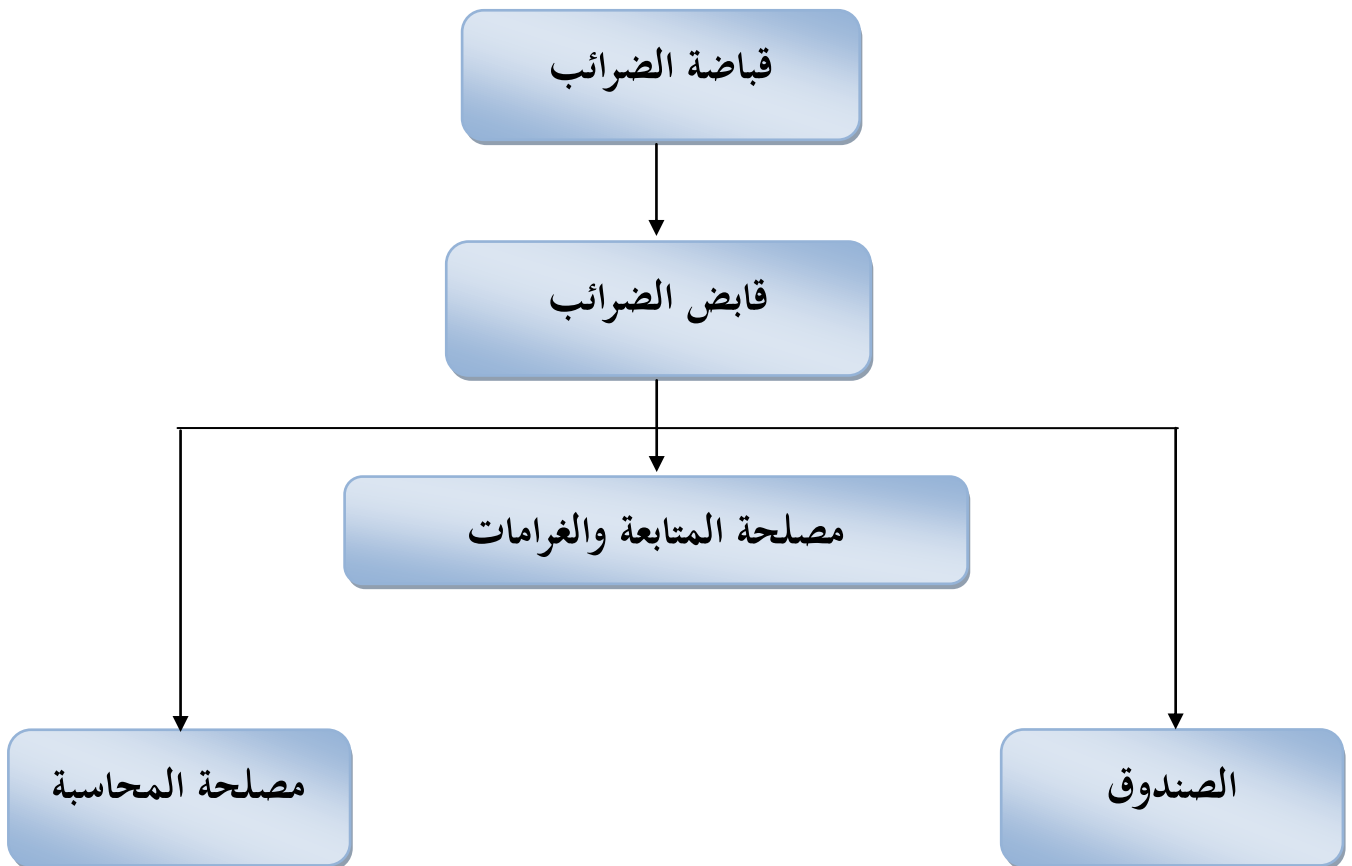 قباضة الضرائب
قابض الضرائب
مصلحة المتابعة والغرامات
الصندوق
مصلحة المحاسبة